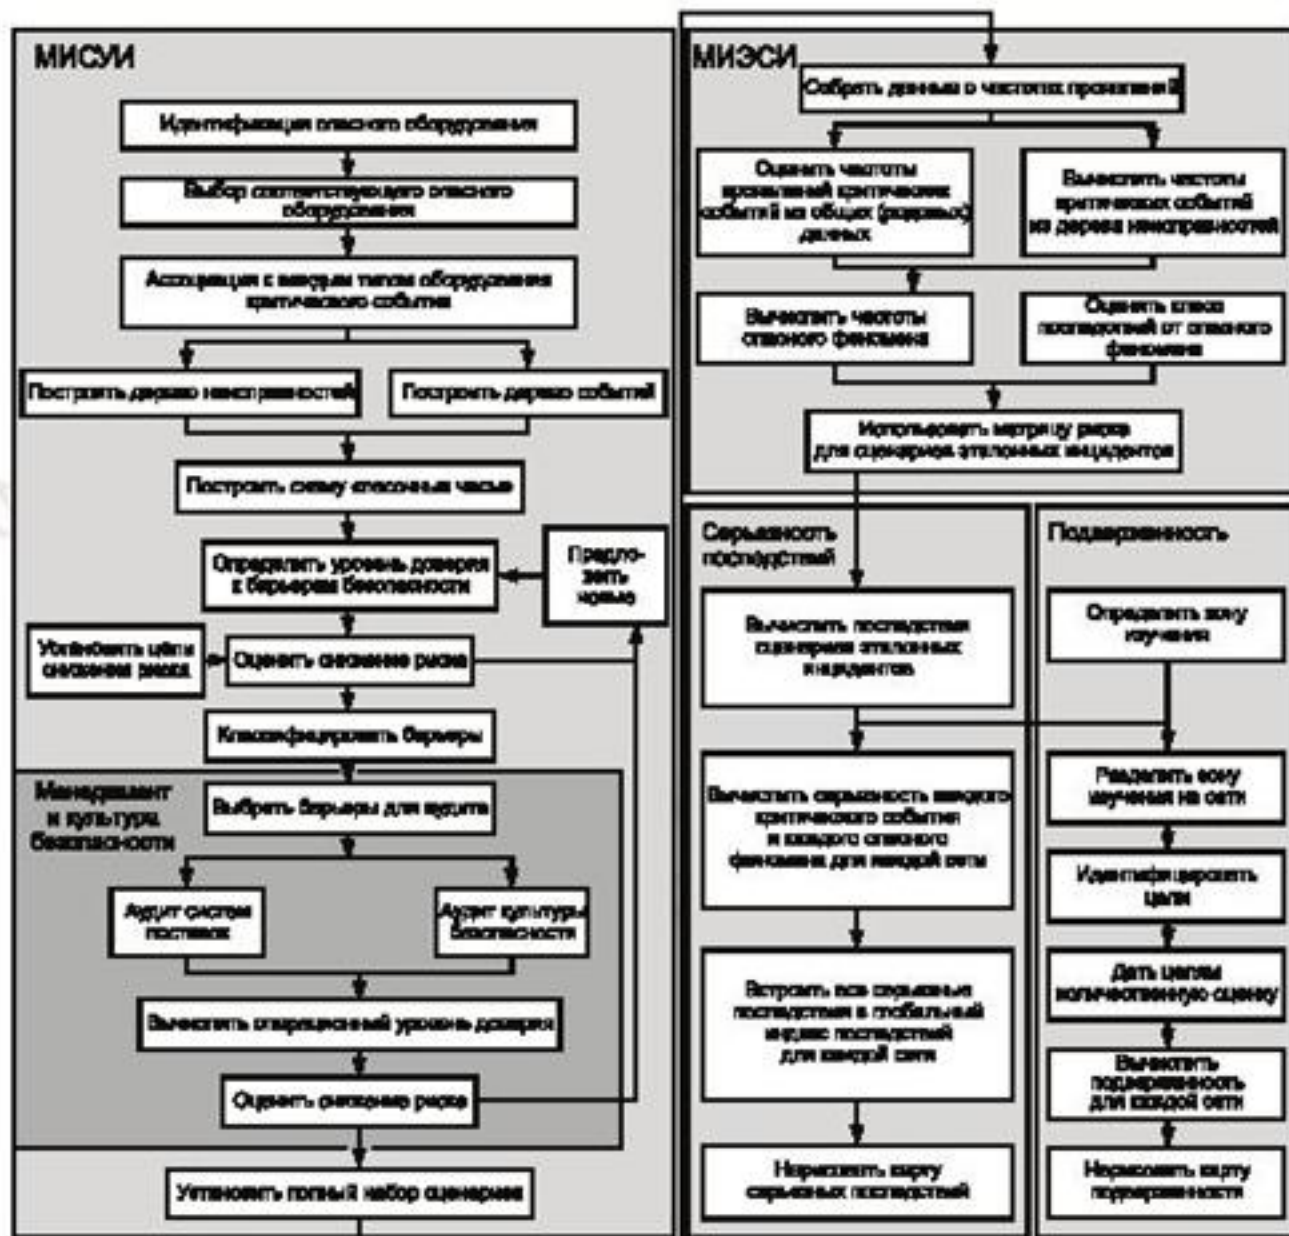 МИСУИ
Идентификация опасного оборудования
Выбор соответствующего опасного
оборудования
Ассоциация с каждым типом оборудования
критического события
Построить дерево неисправностей
Построить дерево событий
Построить схему «песочные часы»
Определить уровень доверия
к барьерам безопасности
Предло-
жить
новые
Установить цели
снижения риска
Оценить снижение риска
Классифицировать барьеры
Менеджмент
и культура
безопасности
Выбрать барьеры для аудита
Аудит систем
поставок
Аудит культуры
безопасности
Вычислить операционный уровень доверия
Оценить снижение риска
Установить полный набор сценариев
МИЭСИ
Собрать данные о частотах проявлений
Оценить частоты
проявлений критических
событий из общих (родовых)
данных
Вычислить частоты
критических событий
из дерева неисправностей
Вычислить частоты
опасного феномена
Оценить класс
последствий от опасного
феномена
Использовать матрицу риска
для сценариев эталонных инцидентов
Серьезность
последствий
Вычислить последствия
сценариев эталонных
инцидентов
Вычислить серьезность каждого
критического события
и каждого опасного
феномена для каждой сети
Встроить все серьезные
последствия в глобальный
индекс последствий
для каждой сети
Нарисовать карту
серьезных последствий
Подверженность
Определить зону
изучения
Разделить зону
изучения на сети
Идентифицировать
цели
Дать целям
количественную оценку
Вычислить
подверженность
для каждой сети
Нарисовать карту
подверженности